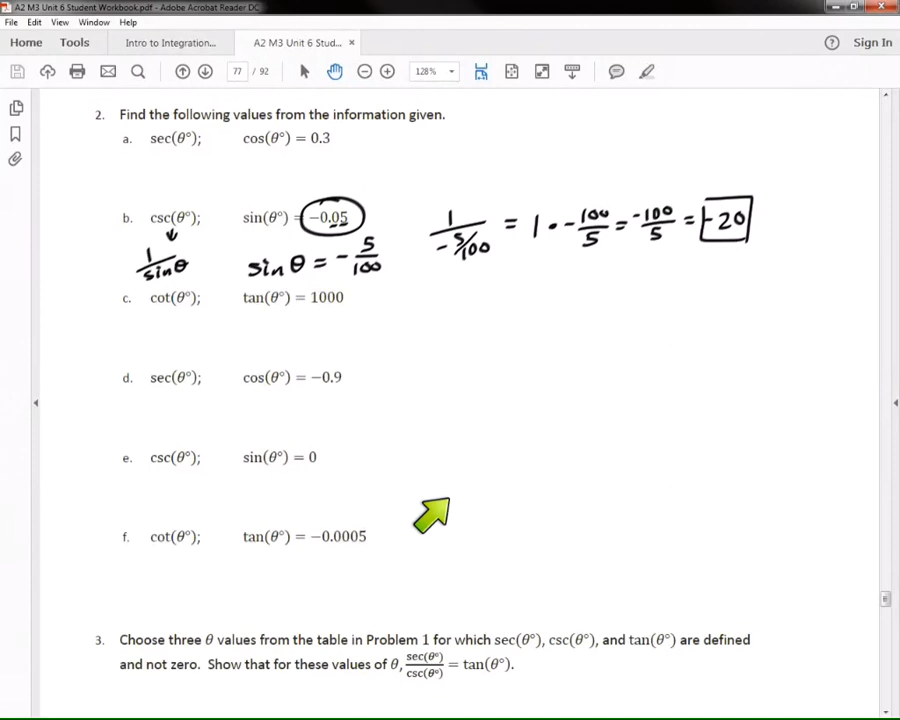 A2 M3 Unit 6 Student Workbook.pdf - Adobe Acrobat Reader DC
File Edit View Window Help
Home Tools Intro to Integration... A2 M3 Unit 6 Stud... × ? Sign In
77 / 92 128%
2. Find the following values from the information given.
a. sec(θ°); cos(θ°) = 0.3
b. csc(θ°); sin(θ°) = −0.05
1/(-5/100) = 1 • -100/5 = -100/5 = -20
1/sinθ sin θ = - 5/100
c. cot(θ°); tan(θ°) = 1000
d. sec(θ°); cos(θ°) = −0.9
e. csc(θ°); sin(θ°) = 0
f. cot(θ°); tan(θ°) = −0.0005
3. Choose three θ values from the table in Problem 1 for which sec(θ°), csc(θ°), and tan(θ°) are defined
and not zero. Show that for these values of θ, sec(θ°)/csc(θ°) = tan(θ°).